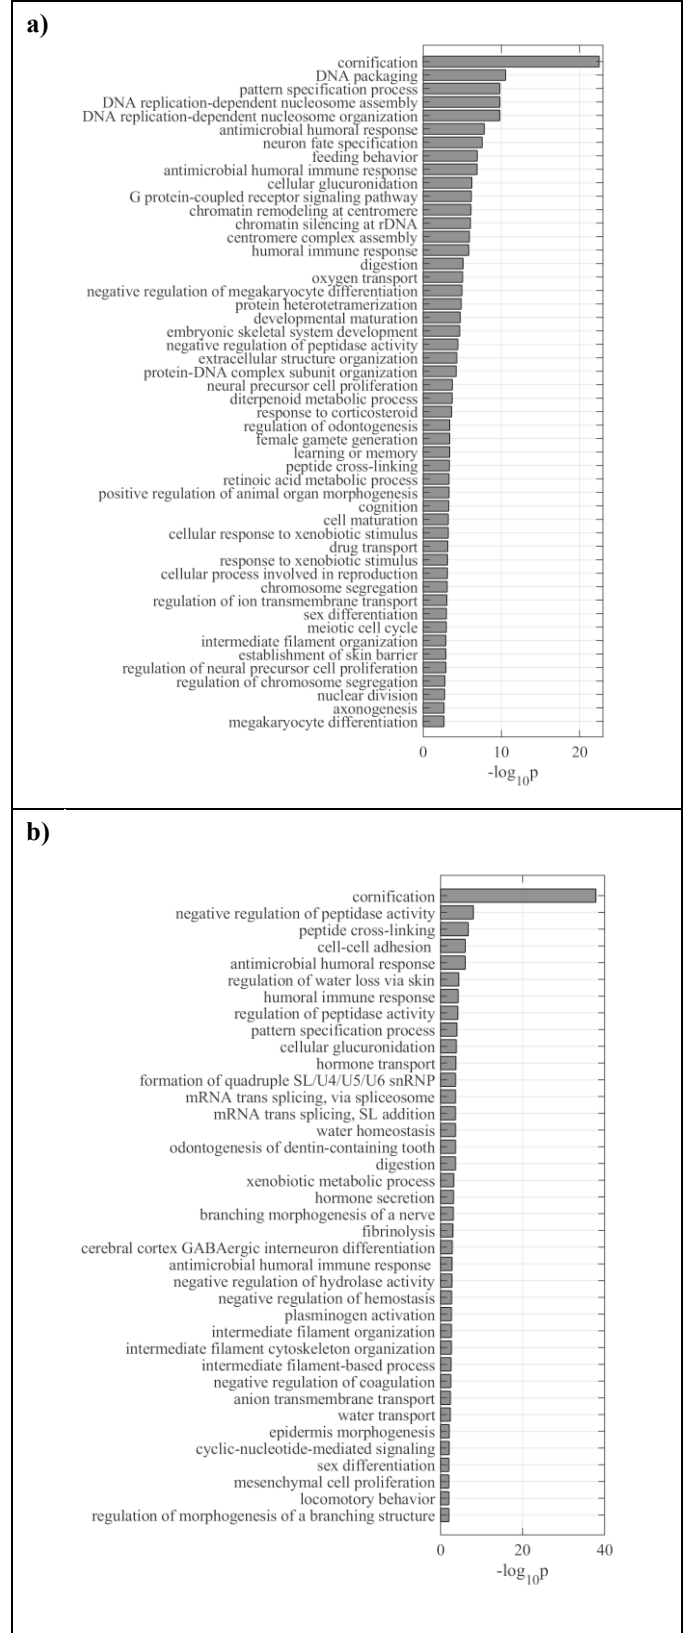 a)
cornification
DNA packaging
pattern specification process
DNA replication-dependent nucleosome assembly
DNA replication-dependent nucleosome organization
antimicrobial humoral response
neuron fate specification
feeding behavior
antimicrobial humoral immune response
cellular glucuronidation
G protein-coupled receptor signaling pathway
chromatin remodeling at centromere
chromatin silencing at rDNA
centromere complex assembly
humoral immune response
digestion
oxygen transport
negative regulation of megakaryocyte differentiation
protein heterotetramerization
developmental maturation
embryonic skeletal system development
negative regulation of peptidase activity
extracellular structure organization
protein-DNA complex subunit organization
neural precursor cell proliferation
diterpenoid metabolic process
response to corticosteroid
regulation of odontogenesis
female gamete generation
learning or memory
peptide cross-linking
retinoic acid metabolic process
positive regulation of animal organ morphogenesis
cognition
cell maturation
cellular response to xenobiotic stimulus
drug transport
response to xenobiotic stimulus
cellular process involved in reproduction
chromosome segregation
regulation of ion transmembrane transport
sex differentiation
meiotic cell cycle
intermediate filament organization
establishment of skin barrier
regulation of neural precursor cell proliferation
regulation of chromosome segregation
nuclear division
axonogenesis
megakaryocyte differentiation
0 10 20
-log10p
b)
cornification
negative regulation of peptidase activity
peptide cross-linking
cell-cell adhesion
antimicrobial humoral response
regulation of water loss via skin
humoral immune response
regulation of peptidase activity
pattern specification process
cellular glucuronidation
hormone transport
formation of quadruple SL/U4/U5/U6 snRNP
mRNA trans splicing, via spliceosome
mRNA trans splicing, SL addition
water homeostasis
odontogenesis of dentin-containing tooth
digestion
xenobiotic metabolic process
hormone secretion
branching morphogenesis of a nerve
fibrinolysis
cerebral cortex GABAergic interneuron differentiation
antimicrobial humoral immune response
negative regulation of hydrolase activity
negative regulation of hemostasis
plasminogen activation
intermediate filament organization
intermediate filament cytoskeleton organization
intermediate filament-based process
negative regulation of coagulation
anion transmembrane transport
water transport
epidermis morphogenesis
cyclic-nucleotide-mediated signaling
sex differentiation
mesenchymal cell proliferation
locomotory behavior
regulation of morphogenesis of a branching structure
0 20 40
-log10p